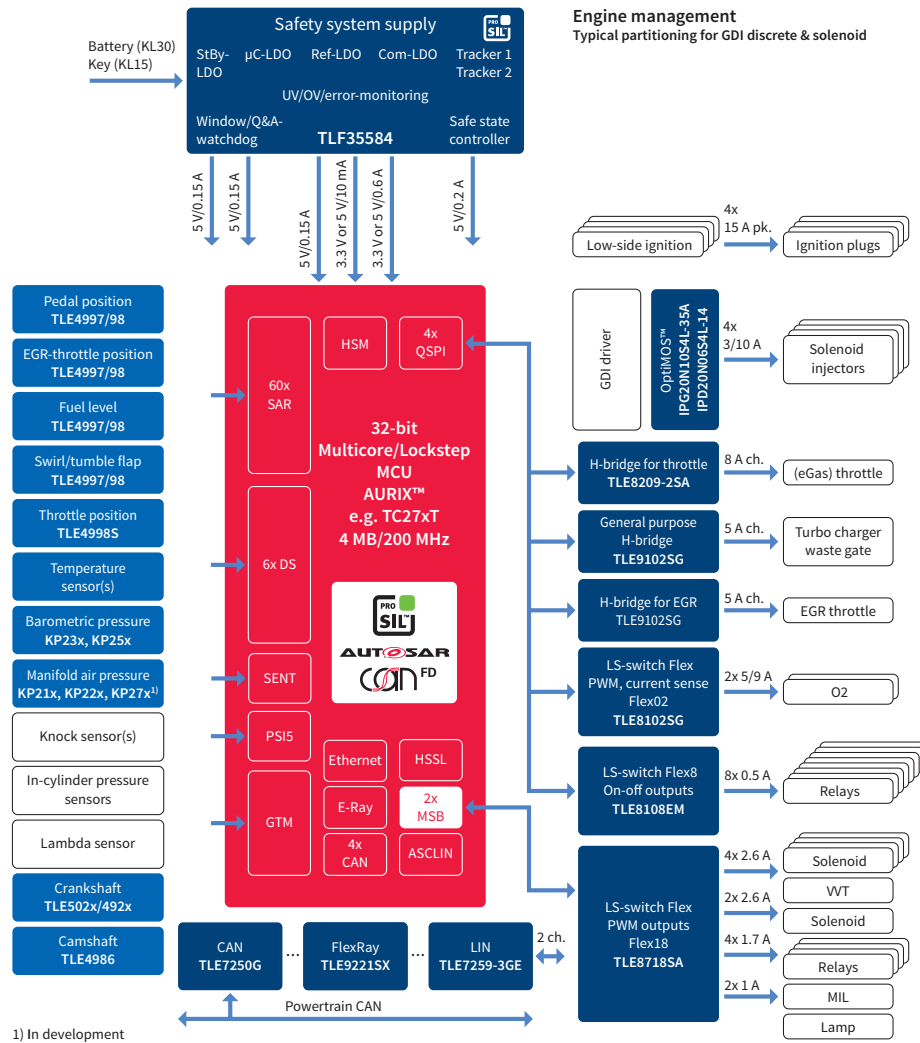 Engine management
Typical partitioning for GDI discrete & solenoid
Battery (KL30)
Key (KL15)
Safety system supply
PRO
SIL™
StBy-
LDO
µC-LDO
Ref-LDO
Com-LDO
Tracker 1
Tracker 2
UV/OV/error-monitoring
Window/Q&A-
watchdog
TLF35584
Safe state
controller
5 V/0.15 A
5 V/0.15 A
5 V/0.15 A
3.3 V or 5 V/10 mA
3.3 V or 5 V/0.6 A
5 V/0.2 A
Pedal position
TLE4997/98
EGR-throttle position
TLE4997/98
Fuel level
TLE4997/98
Swirl/tumble flap
TLE4997/98
Throttle position
TLE4998S
Temperature
sensor(s)
Barometric pressure
KP23x, KP25x
Manifold air pressure
KP21x, KP22x, KP27x1)
Knock sensor(s)
In-cylinder pressure
sensors
Lambda sensor
Crankshaft
TLE502x/492x
Camshaft
TLE4986
60x
SAR
6x DS
SENT
PSI5
GTM
HSM
4x
QSPI
32-bit
Multicore/Lockstep
MCU
AURIX™
e.g. TC27xT
4 MB/200 MHz
PRO
SIL™
AUTOSAR
CAN FD
Ethernet
HSSL
E-Ray
2x
MSB
4x
CAN
ASCLIN
CAN
TLE7250G
...
FlexRay
TLE9221SX
...
LIN
TLE7259-3GE
2 ch.
Powertrain CAN
Low-side ignition
4x
15 A pk.
Ignition plugs
GDI driver
OptiMOS™
IPG20N10S4L-35A
IPD20N06S4L-14
4x
3/10 A
Solenoid
injectors
H-bridge for throttle
TLE8209-2SA
8 A ch.
(eGas) throttle
General purpose
H-bridge
TLE9102SG
5 A ch.
Turbo charger
waste gate
H-bridge for EGR
TLE9102SG
5 A ch.
EGR throttle
LS-switch Flex
PWM, current sense
Flex02
TLE8102SG
2x 5/9 A
O2
LS-switch Flex8
On-off outputs
TLE8108EM
8x 0.5 A
Relays
LS-switch Flex
PWM outputs
Flex18
TLE8718SA
4x 2.6 A
Solenoid
VVT
2x 2.6 A
Solenoid
4x 1.7 A
Relays
2x 1 A
MIL
Lamp
1) In development